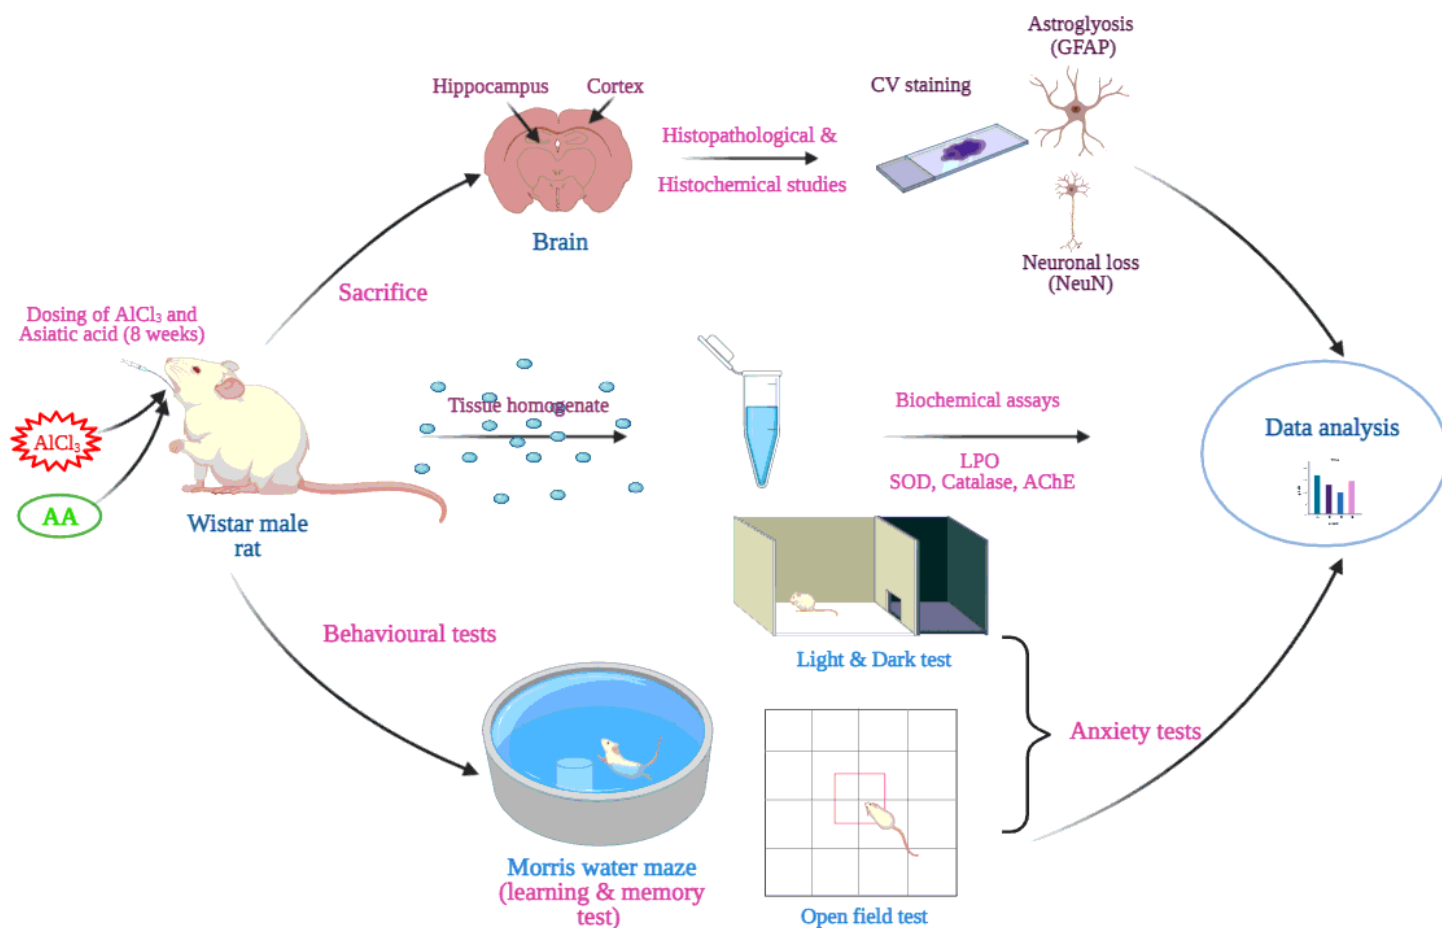 Astroglyosis
(GFAP)
Hippocampus
Cortex
CV staining
Histopathological &
Histochemical studies
Brain
Neuronal loss
(NeuN)
Sacrifice
Dosing of AlCl₃ and
Asiatic acid (8 weeks)
AlCl₃
AA
Wistar male
rat
Tissue homogenate
Biochemical assays
LPO
SOD, Catalase, AChE
Data analysis
Behavioural tests
Light & Dark test
Anxiety tests
Morris water maze
(learning & memory
test)
Open field test